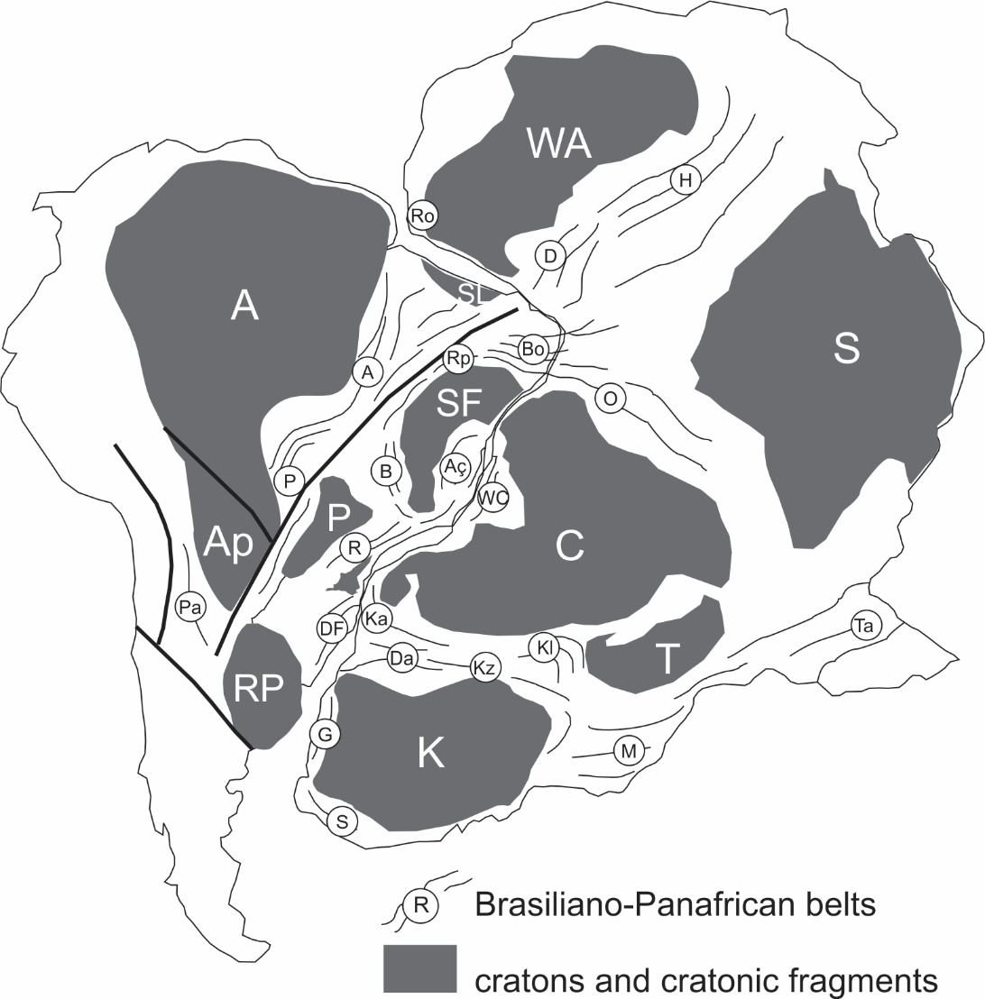 WA
H
Ro
D
SL
A
S
Bo
Rp
A
O
SF
B
Aç
P
WC
P
Ap
C
R
Pa
Ka
DF
Ta
Kl
Da
T
Kz
RP
G
K
M
S
R
Brasiliano-Panafrican belts
cratons and cratonic fragments